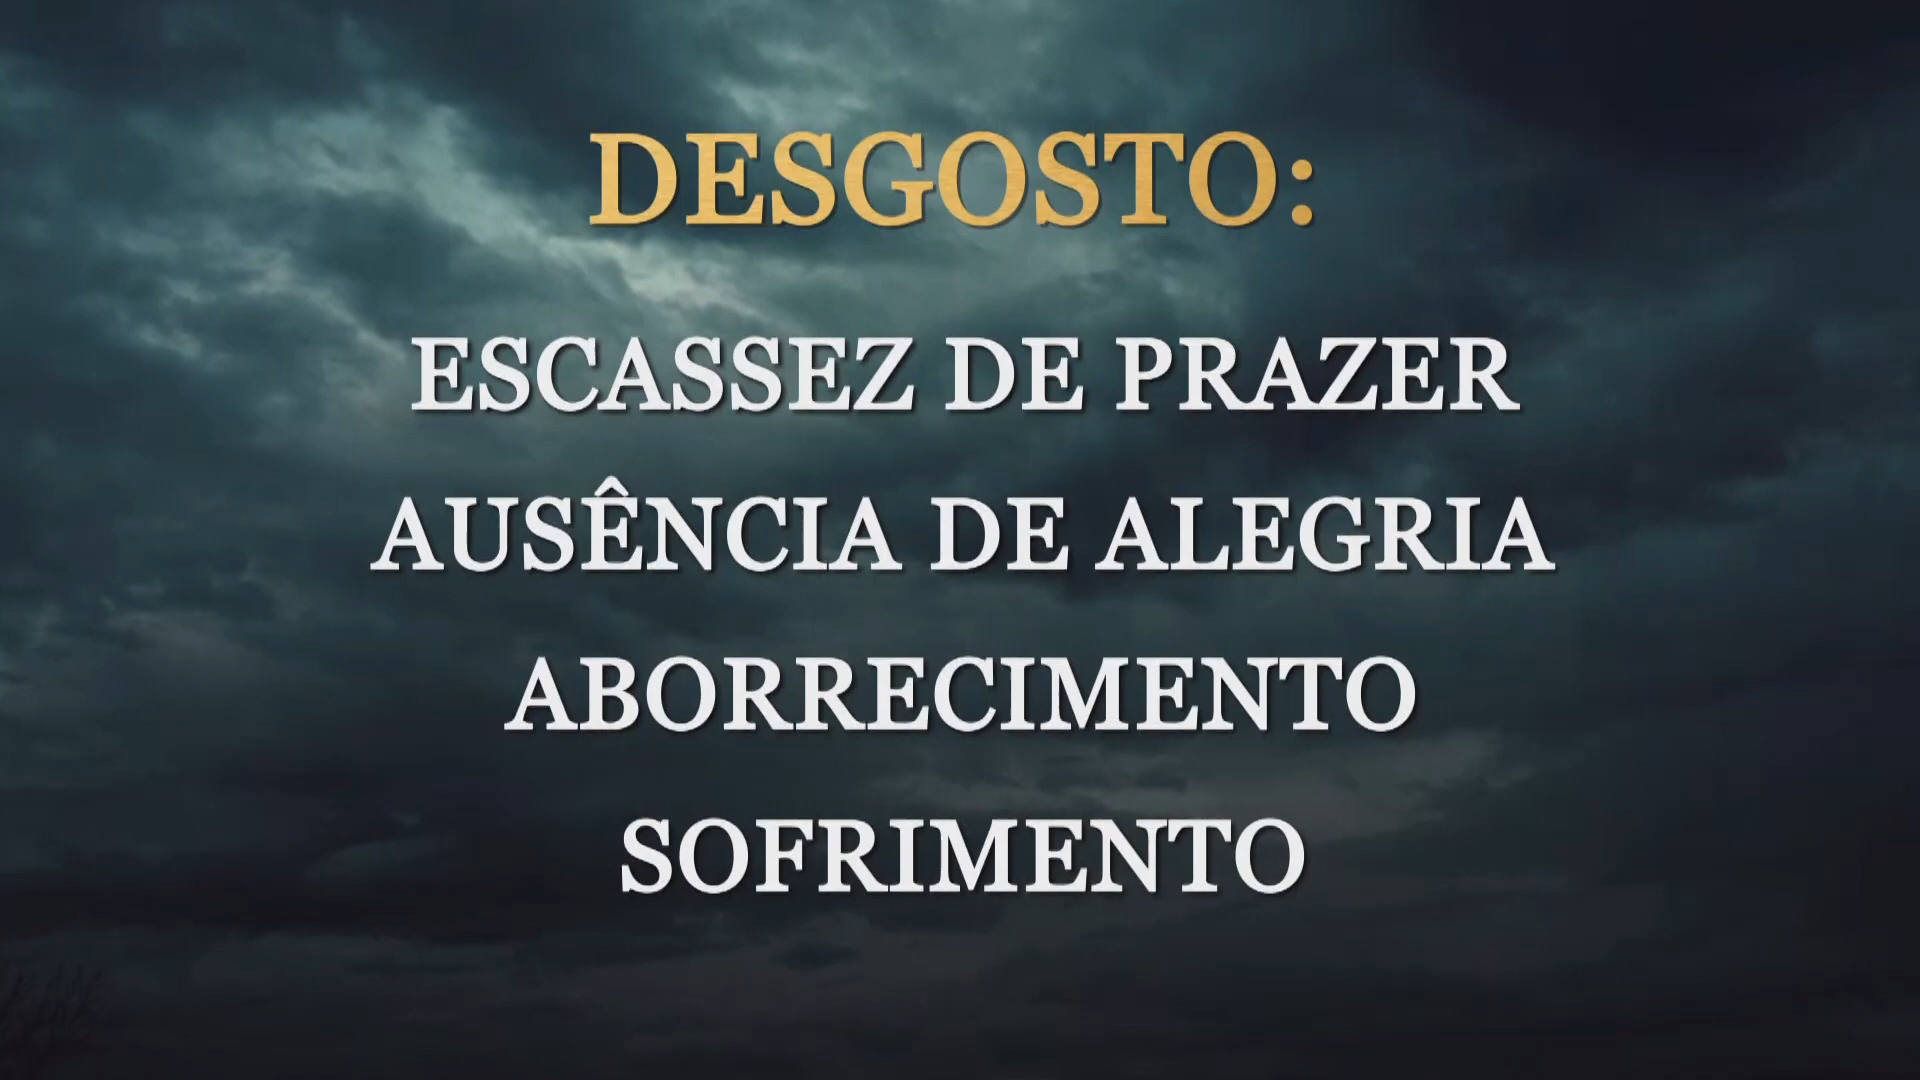 DESGOSTO:
ESCASSEZ DE PRAZER
AUSÊNCIA DE ALEGRIA
ABORRECIMENTO
SOFRIMENTO